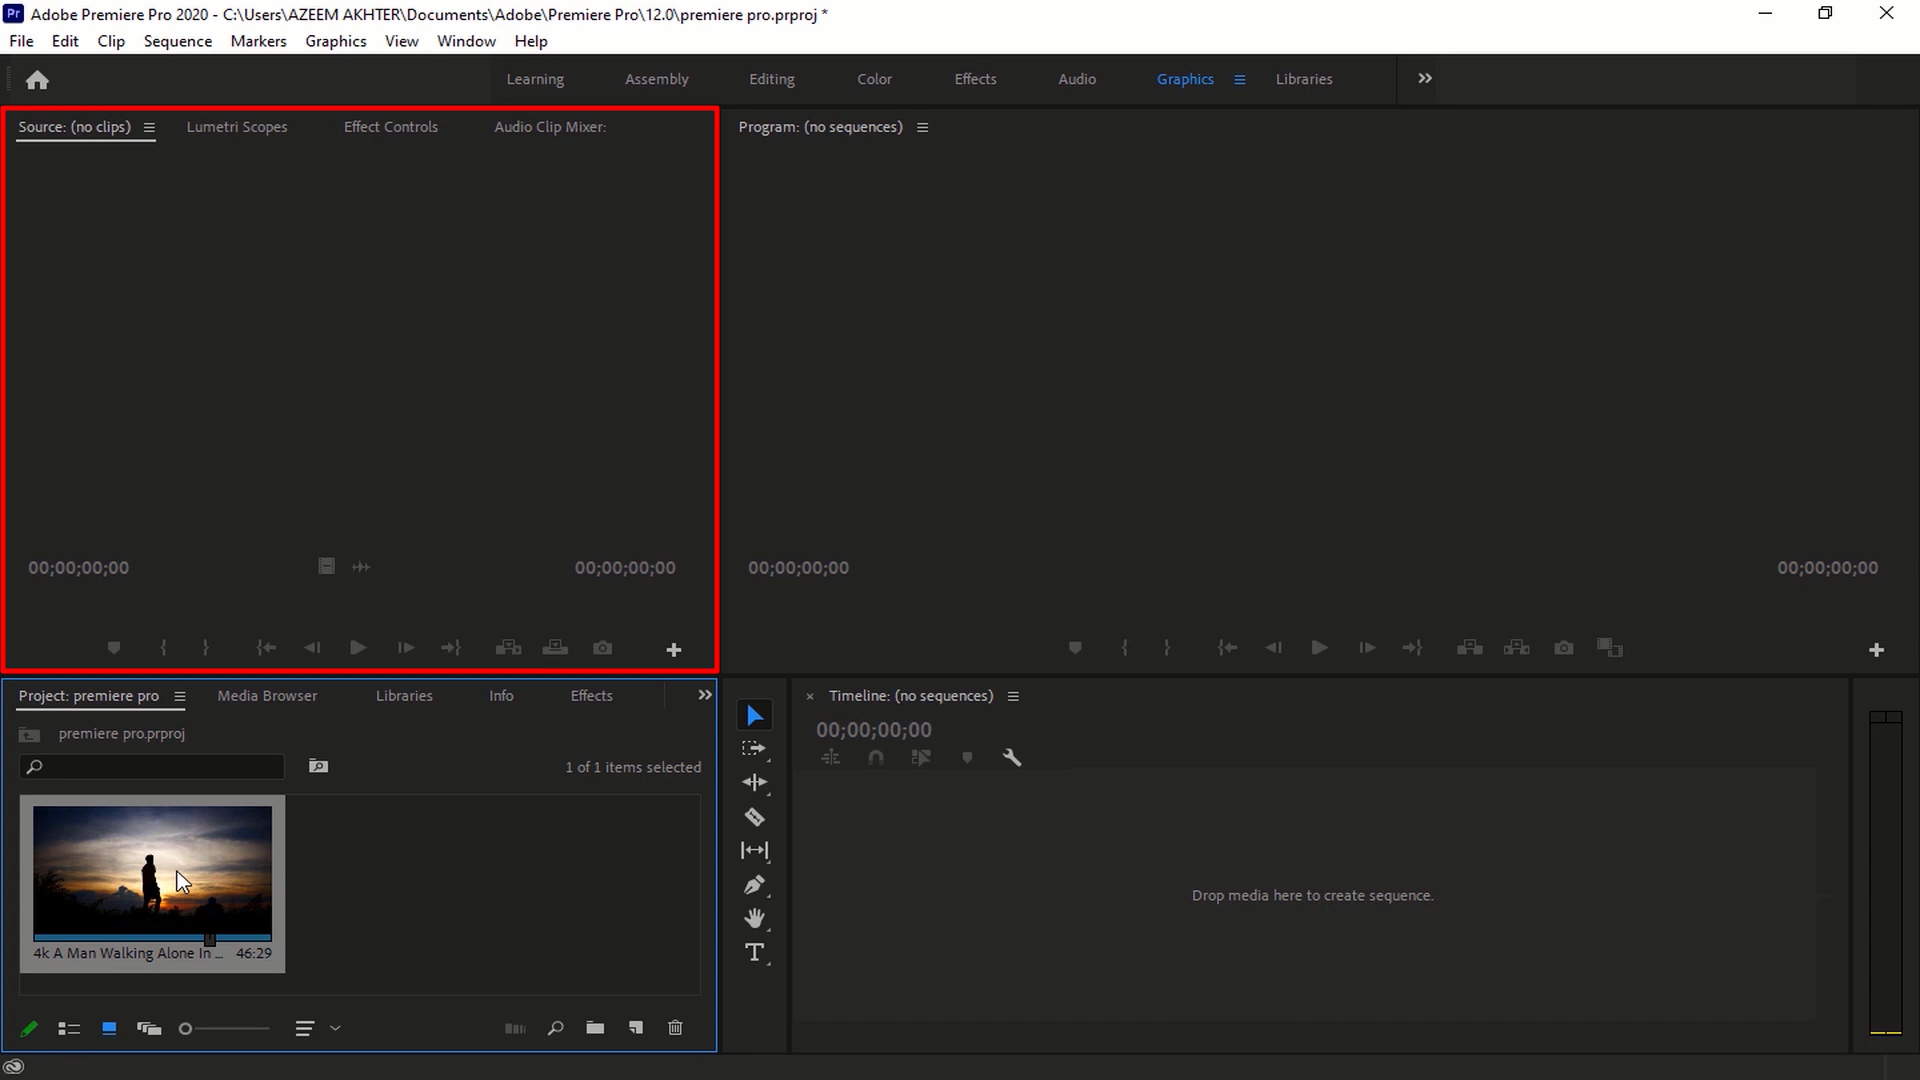 Pr Adobe Premiere Pro 2020 - C:\Users\AZEEM AKHTER\Documents\Adobe\Premiere Pro\12.0\premiere pro.prproj *
File Edit Clip Sequence Markers Graphics View Window Help
Learning Assembly Editing Color Effects Audio Graphics Libraries
Source: (no clips) Lumetri Scopes Effect Controls Audio Clip Mixer:
Program: (no sequences)
00;00;00;00 00;00;00;00
00;00;00;00 00;00;00;00
Project: premiere pro Media Browser Libraries Info Effects
premiere pro.prproj
1 of 1 items selected
4k A Man Walking Alone In ... 46:29
Timeline: (no sequences)
00;00;00;00
Drop media here to create sequence.